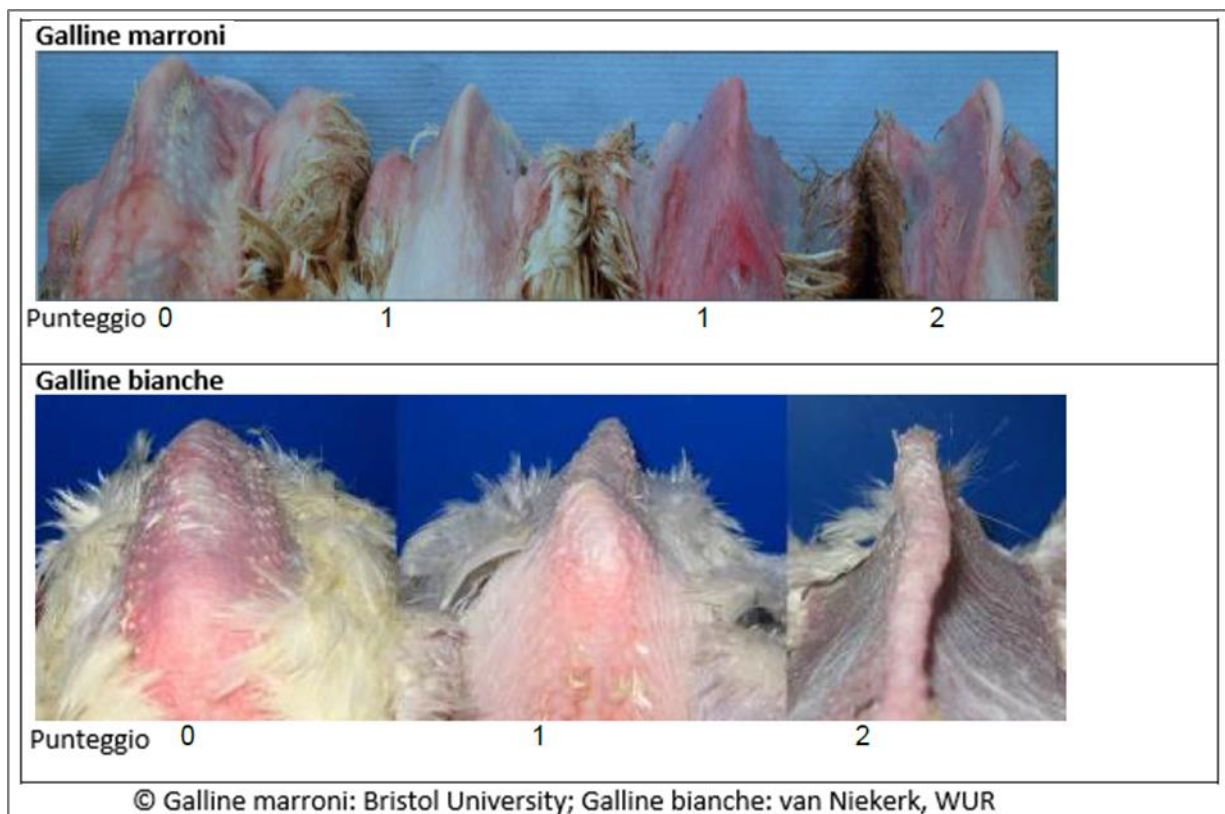 Galline marroni
Punteggio 0 1 1 2
Galline bianche
Punteggio 0 1 2
© Galline marroni: Bristol University; Galline bianche: van Niekerk, WUR